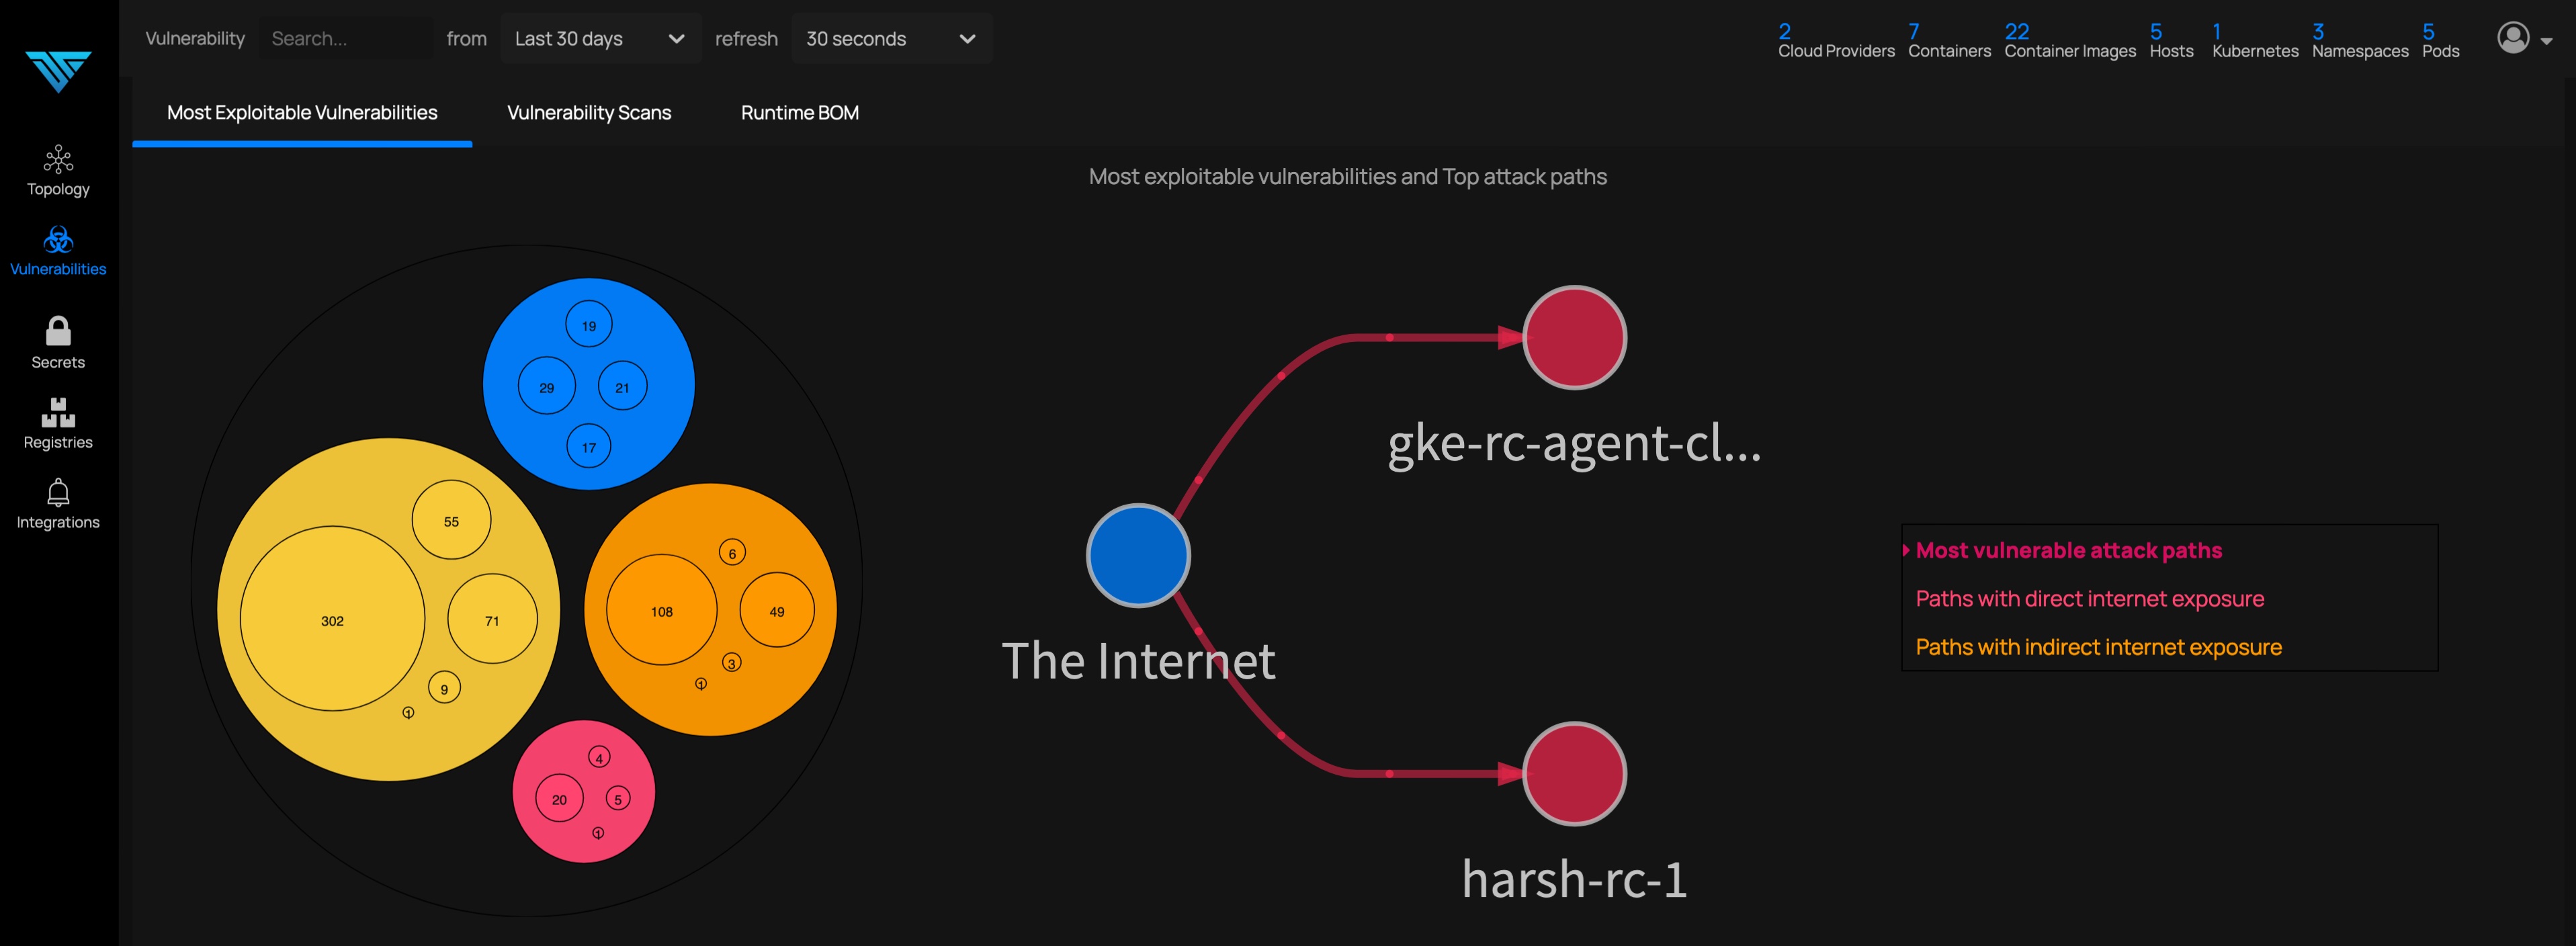 Vulnerability Search... from Last 30 days refresh 30 seconds
2 Cloud Providers
7 Containers
22 Container Images
5 Hosts
1 Kubernetes
3 Namespaces
5 Pods
Most Exploitable Vulnerabilities Vulnerability Scans Runtime BOM
Topology
Vulnerabilities
Secrets
Registries
Integrations
Most exploitable vulnerabilities and Top attack paths
19
29 21
17
55
302 71
9
1
6
108 49
3
1
4
20 5
1
gke-rc-agent-cl...
The Internet
harsh-rc-1
Most vulnerable attack paths
Paths with direct internet exposure
Paths with indirect internet exposure